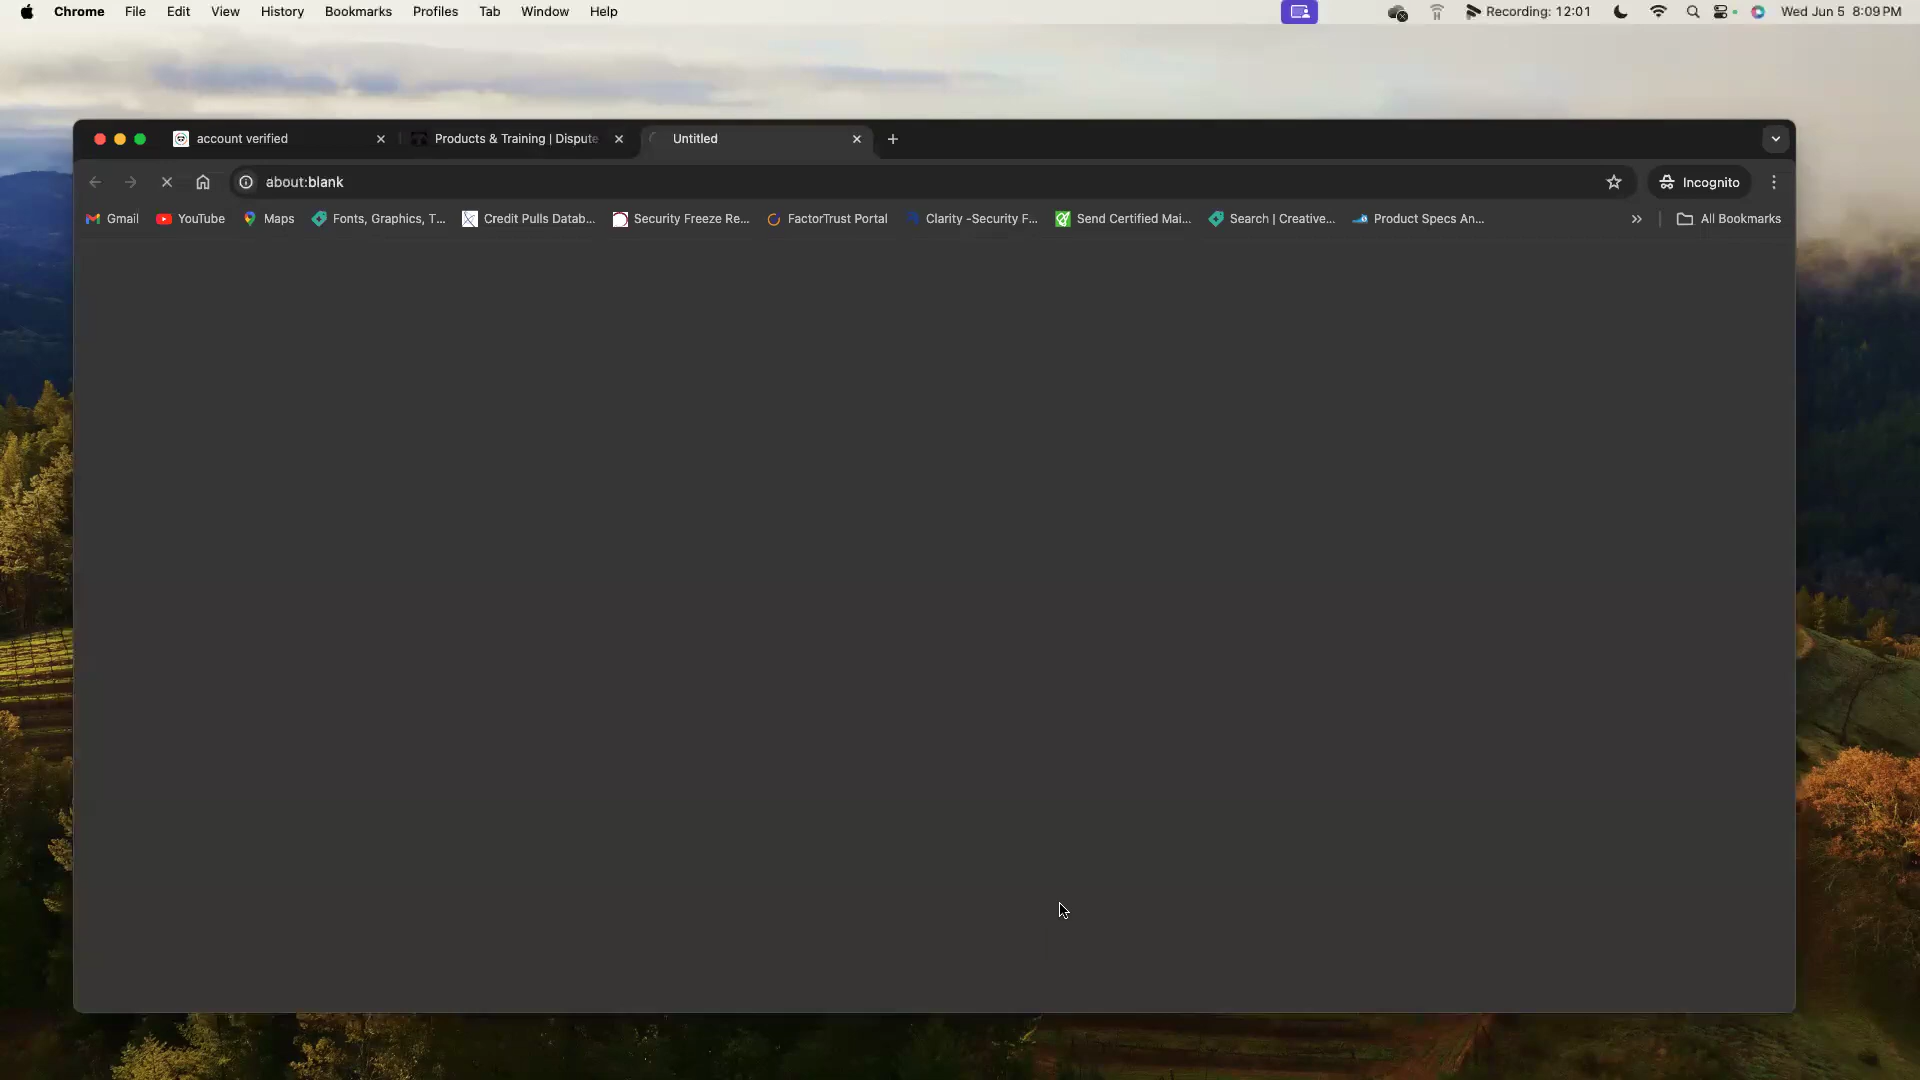 Chrome File Edit View History Bookmarks Profiles Tab Window Help Recording: 12:01 Wed Jun 5 8:09 PM
account verified Products & Training | Dispute Untitled
about:blank Incognito
Gmail YouTube Maps Fonts, Graphics, T... Credit Pulls Datab... Security Freeze Re... FactorTrust Portal Clarity -Security F... Send Certified Mai... Search | Creative... Product Specs An... All Bookmarks